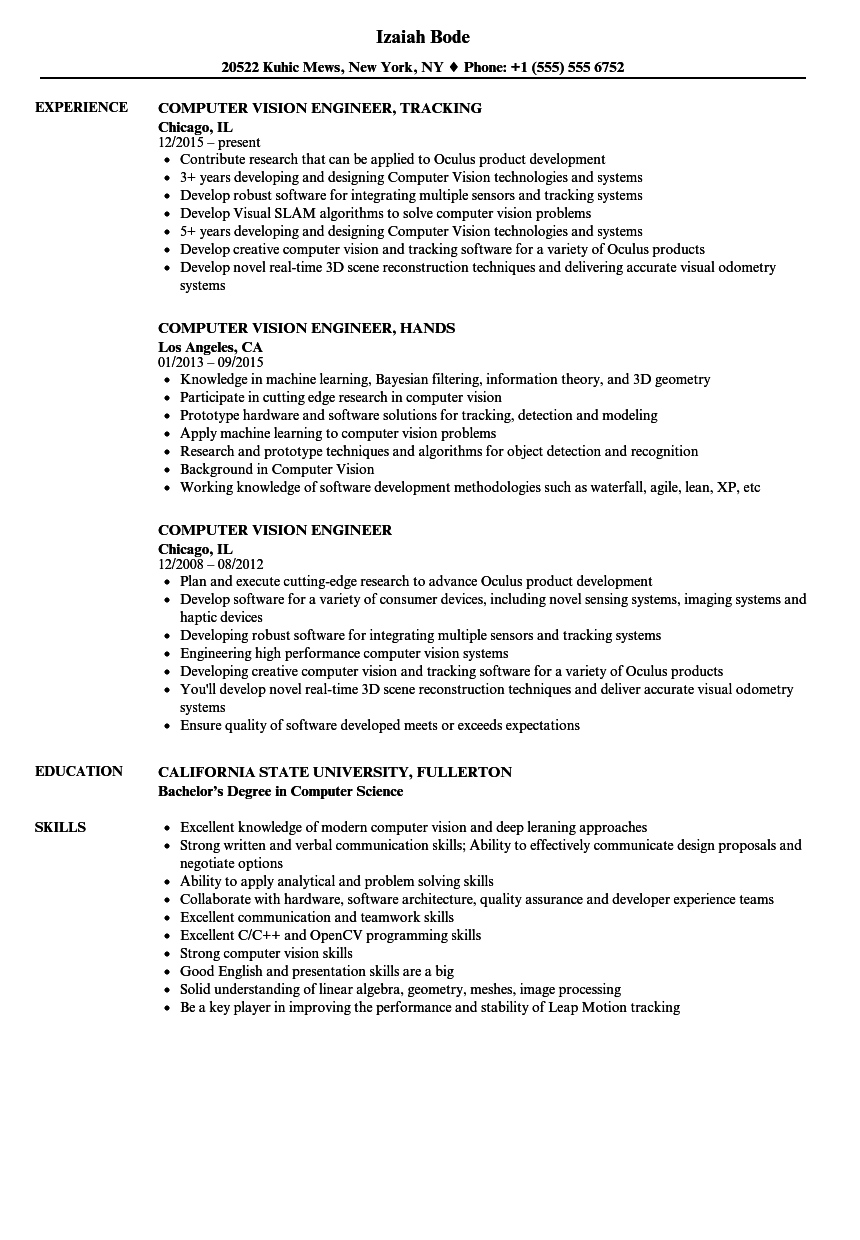 Izaiah Bode
20522 Kuhic Mews, New York, NY ♦ Phone: +1 (555) 555 6752
EXPERIENCE
COMPUTER VISION ENGINEER, TRACKING
Chicago, IL
12/2015 – present
• Contribute research that can be applied to Oculus product development
• 3+ years developing and designing Computer Vision technologies and systems
• Develop robust software for integrating multiple sensors and tracking systems
• Develop Visual SLAM algorithms to solve computer vision problems
• 5+ years developing and designing Computer Vision technologies and systems
• Develop creative computer vision and tracking software for a variety of Oculus products
• Develop novel real-time 3D scene reconstruction techniques and delivering accurate visual odometry
systems
COMPUTER VISION ENGINEER, HANDS
Los Angeles, CA
01/2013 – 09/2015
• Knowledge in machine learning, Bayesian filtering, information theory, and 3D geometry
• Participate in cutting edge research in computer vision
• Prototype hardware and software solutions for tracking, detection and modeling
• Apply machine learning to computer vision problems
• Research and prototype techniques and algorithms for object detection and recognition
• Background in Computer Vision
• Working knowledge of software development methodologies such as waterfall, agile, lean, XP, etc
COMPUTER VISION ENGINEER
Chicago, IL
12/2008 – 08/2012
• Plan and execute cutting-edge research to advance Oculus product development
• Develop software for a variety of consumer devices, including novel sensing systems, imaging systems and
haptic devices
• Developing robust software for integrating multiple sensors and tracking systems
• Engineering high performance computer vision systems
• Developing creative computer vision and tracking software for a variety of Oculus products
• You'll develop novel real-time 3D scene reconstruction techniques and deliver accurate visual odometry
systems
• Ensure quality of software developed meets or exceeds expectations
EDUCATION
CALIFORNIA STATE UNIVERSITY, FULLERTON
Bachelor's Degree in Computer Science
SKILLS
• Excellent knowledge of modern computer vision and deep leraning approaches
• Strong written and verbal communication skills; Ability to effectively communicate design proposals and
negotiate options
• Ability to apply analytical and problem solving skills
• Collaborate with hardware, software architecture, quality assurance and developer experience teams
• Excellent communication and teamwork skills
• Excellent C/C++ and OpenCV programming skills
• Strong computer vision skills
• Good English and presentation skills are a big
• Solid understanding of linear algebra, geometry, meshes, image processing
• Be a key player in improving the performance and stability of Leap Motion tracking